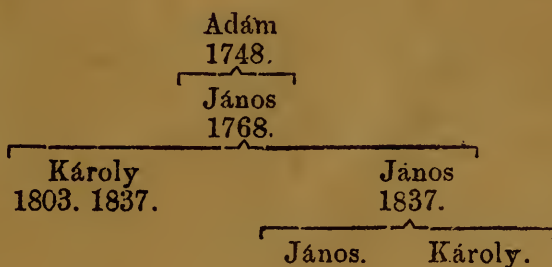 Adám
1748.
János
1768.
Károly János
1803. 1837. 1837.
János. Károly.